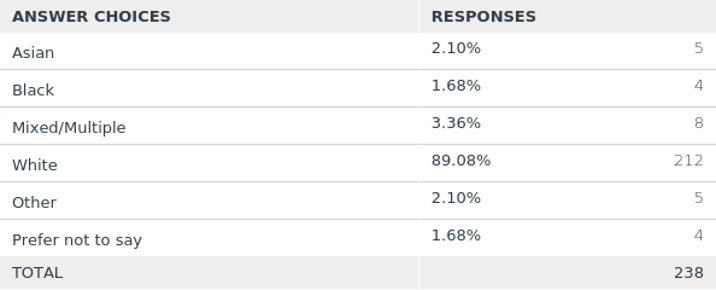 ANSWER CHOICES RESPONSES
Asian 2.10% 5
Black 1.68% 4
Mixed/Multiple 3.36% 8
White 89.08% 212
Other 2.10% 5
Prefer not to say 1.68% 4
TOTAL 238